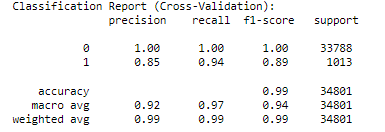 Classification Report (Cross-Validation):
precision recall f1-score support
0 1.00 1.00 1.00 33788
1 0.85 0.94 0.89 1013
accuracy 0.99 34801
macro avg 0.92 0.97 0.94 34801
weighted avg 0.99 0.99 0.99 34801